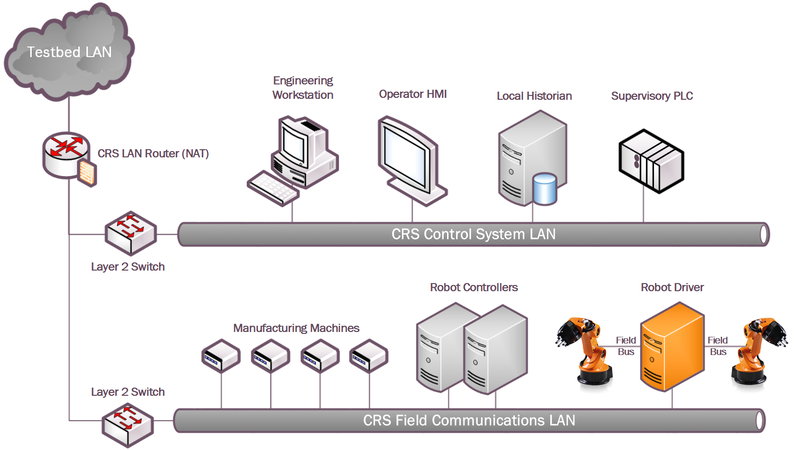 Testbed LAN
CRS LAN Router (NAT)
Engineering
Workstation
Operator HMI
Local Historian
Supervisory PLC
Layer 2 Switch
CRS Control System LAN
Manufacturing Machines
Robot Controllers
Robot Driver
Field
Bus
Field
Bus
Layer 2 Switch
CRS Field Communications LAN